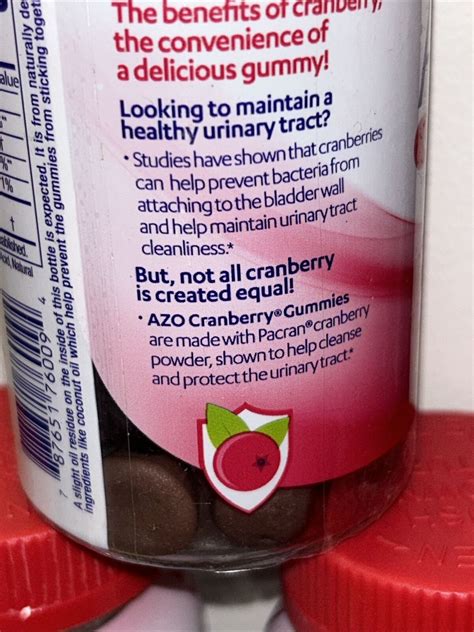 The benefits of cranberry,
the convenience of
a delicious gummy!
Looking to maintain a
healthy urinary tract?
• Studies have shown that cranberries
can help prevent bacteria from
attaching to the bladder wall
and help maintain urinary tract
cleanliness.*
But, not all cranberry
is created equal!
• AZO Cranberry® Gummies
are made with Pacran® cranberry
powder, shown to help cleanse
and protect the urinary tract.*
A slight oil residue on the inside of this bottle is expected. It is from naturally
ingredients like coconut oil which help prevent the gummies from sticking
7 87651 76009 4
1%
†